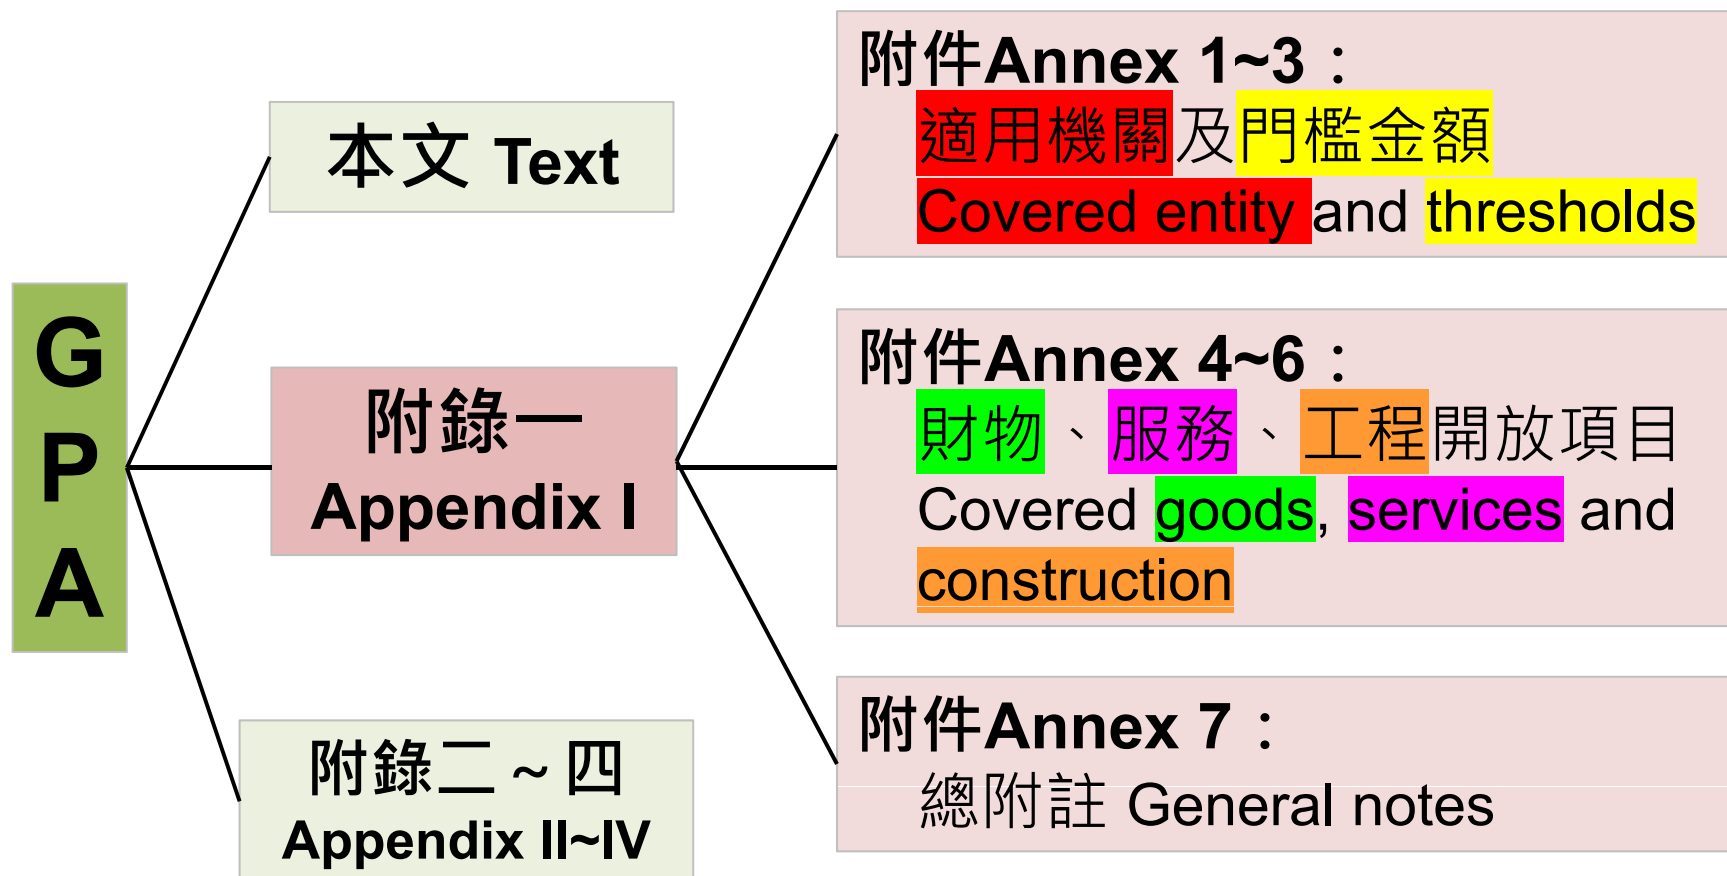 GPA
本文 Text
附錄一
Appendix I
附錄二~四
Appendix II~IV
附件Annex 1~3：
適用機關及門檻金額
Covered entity and thresholds
附件Annex 4~6：
財物、服務、工程開放項目
Covered goods, services and
construction
附件Annex 7：
總附註 General notes